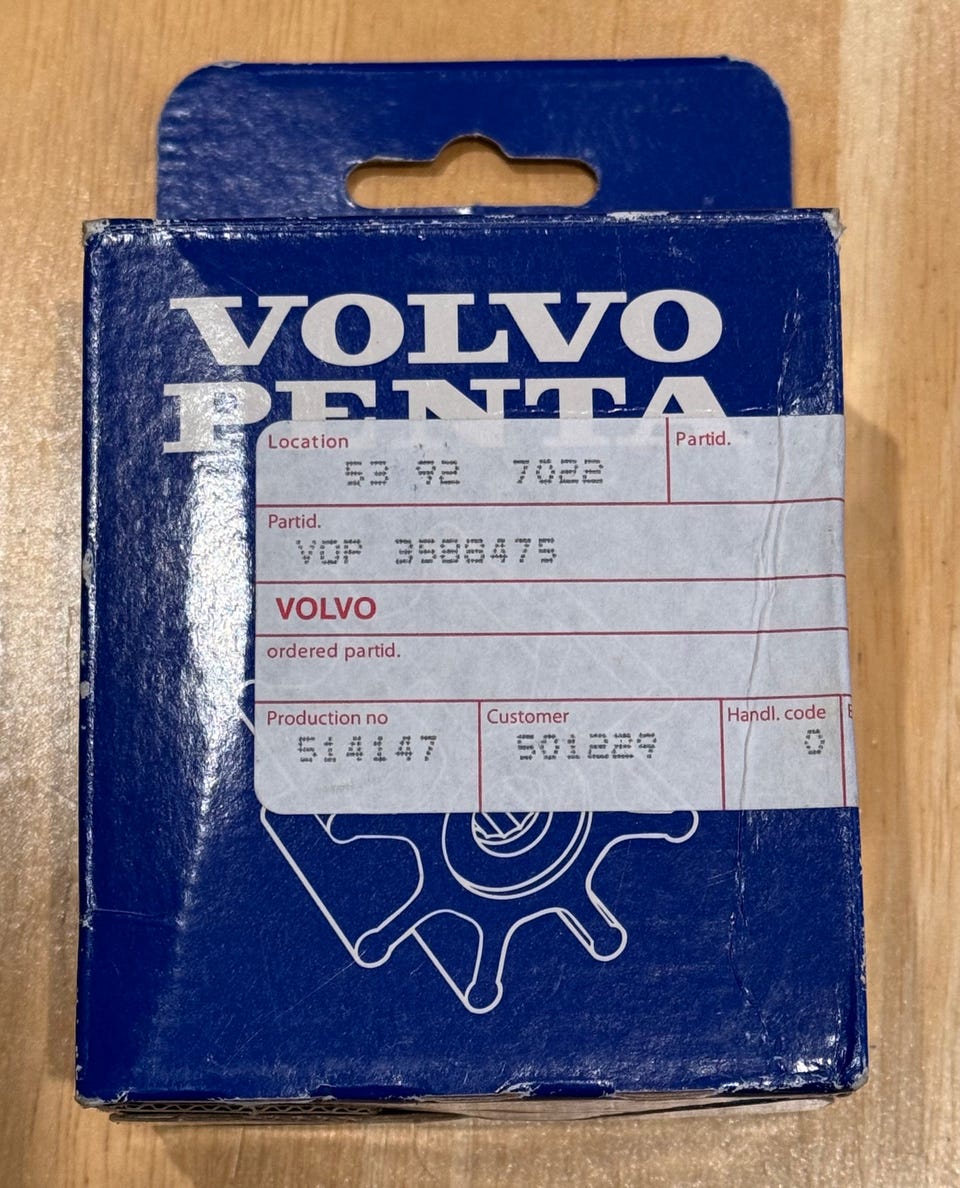 VOLVO
PENTA
Location Partid.
53 92 7022
Partid.
VOP 3586475
VOLVO
ordered partid.
Production no Customer Handl. code
514147 501229 0